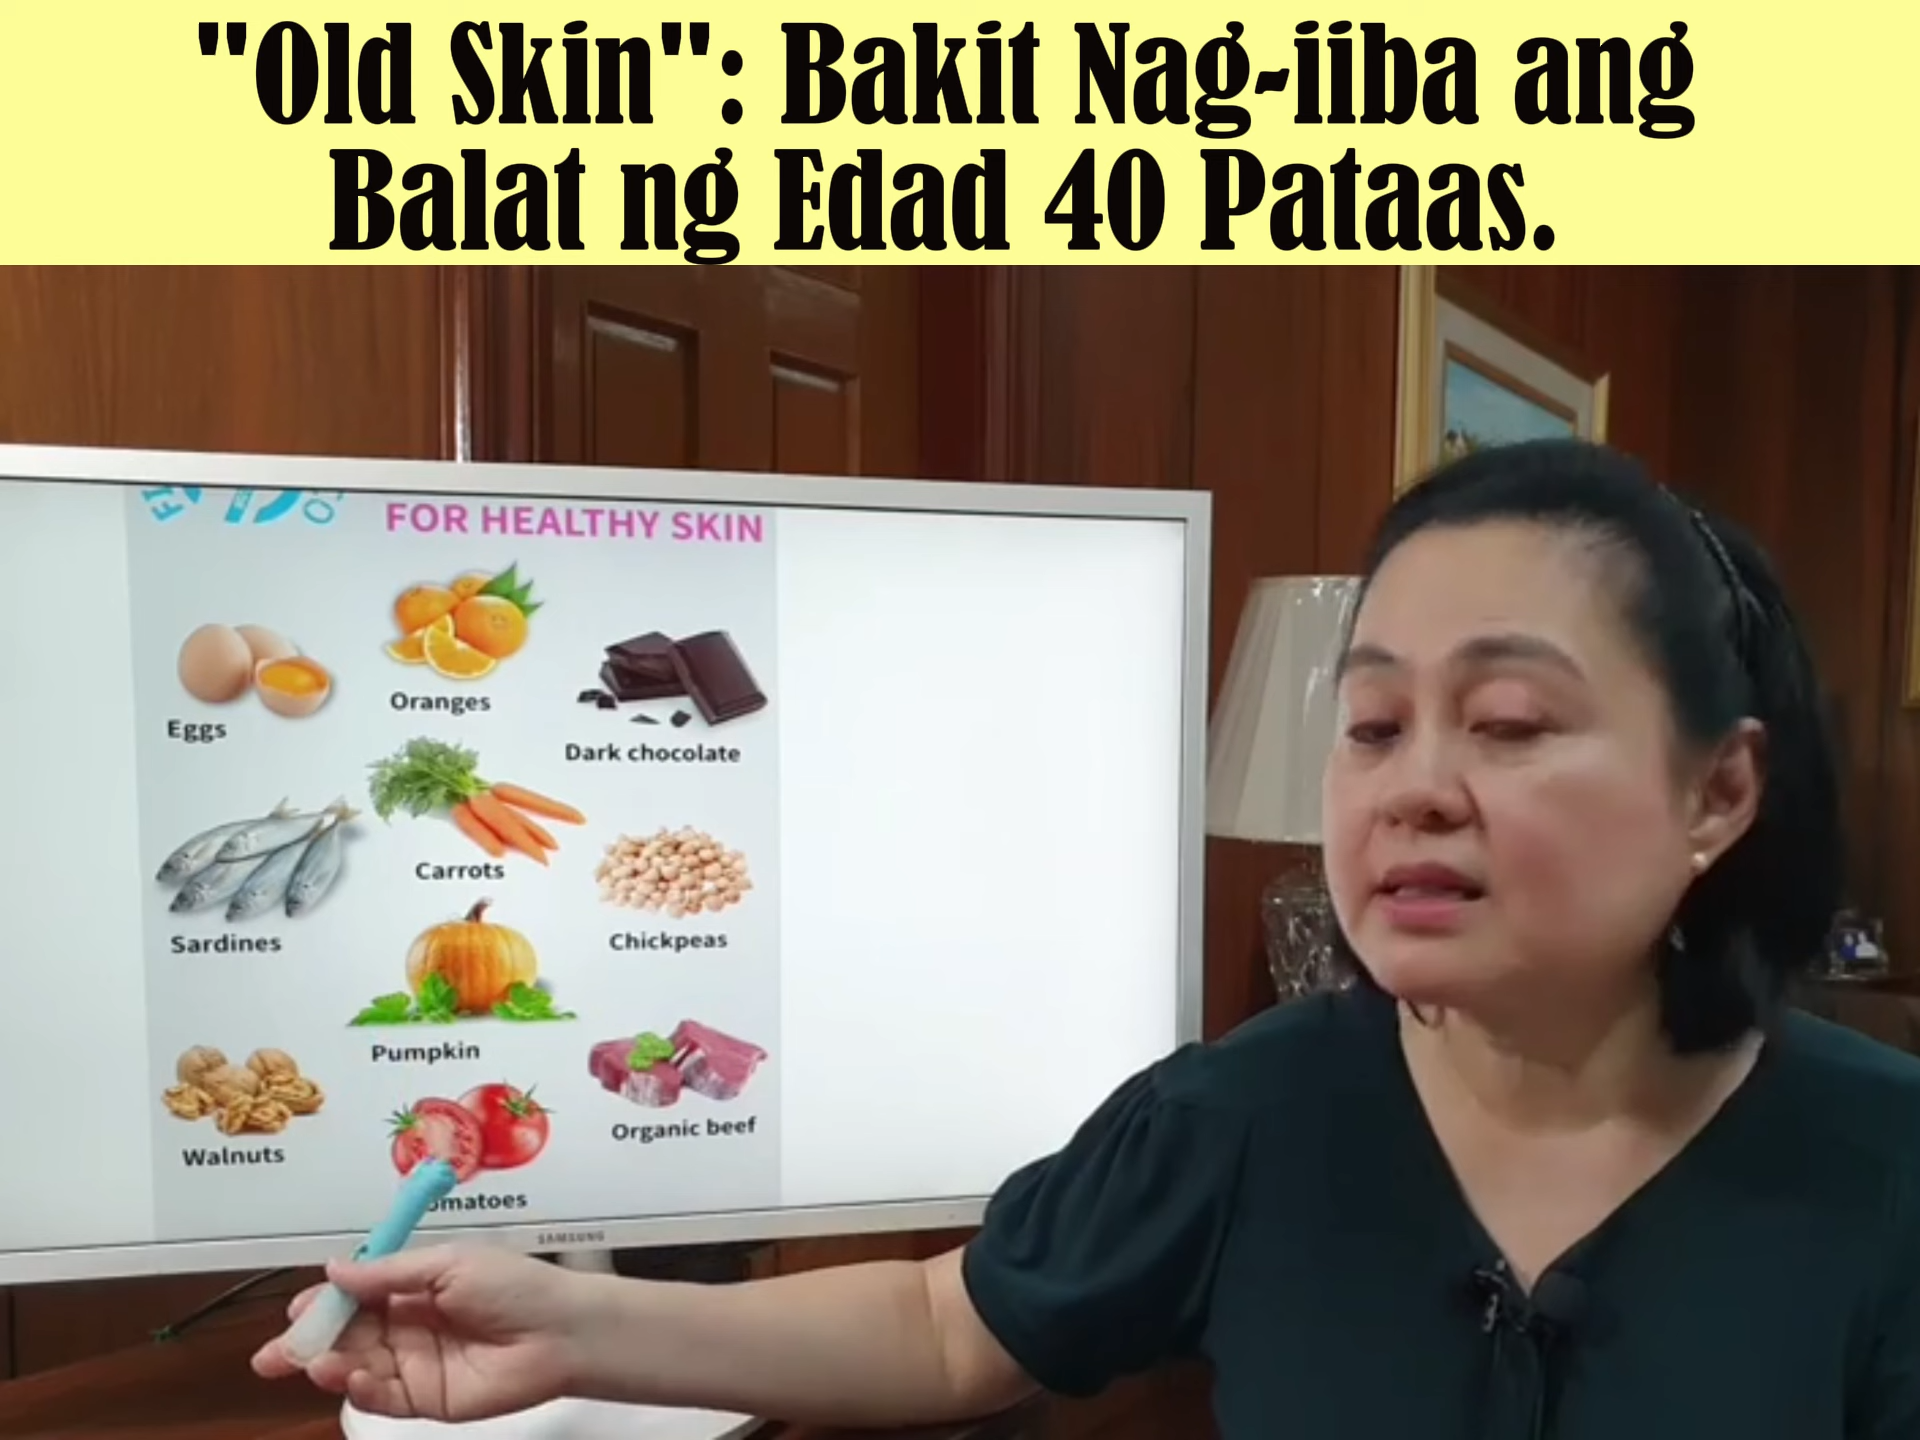 "Old Skin": Bakit Nag-iiba ang
Balat ng Edad 40 Pataas.
FOR HEALTHY SKIN
Oranges
Eggs
Dark chocolate
Carrots
Sardines
Chickpeas
Pumpkin
Organic beef
Walnuts
omatoes
SAMSUNG